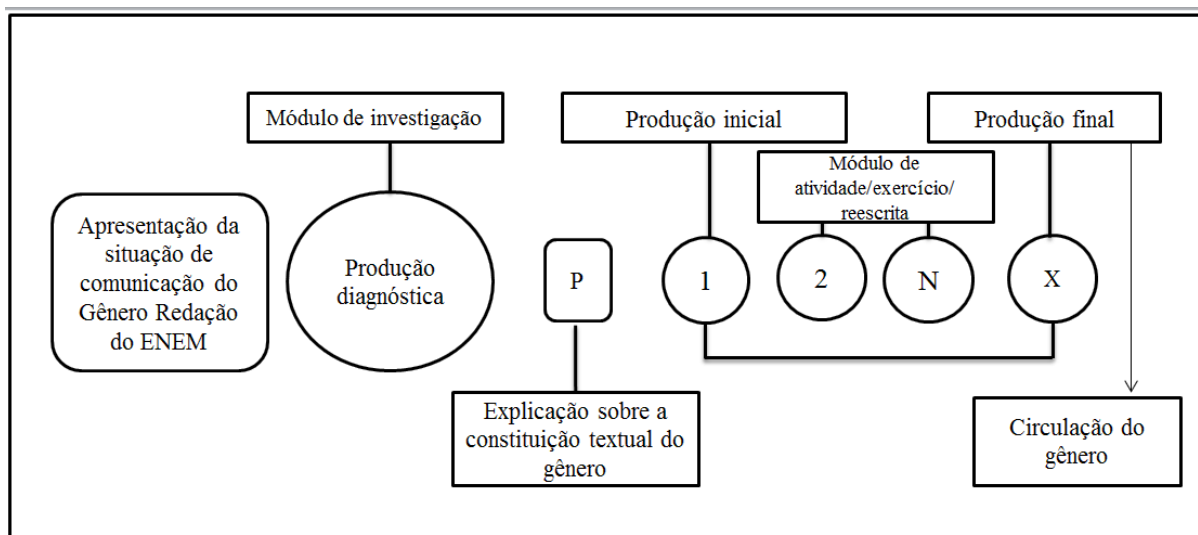 Módulo de investigação
Produção inicial
Produção final
Módulo de
atividade/exercício/
reescrita
Apresentação da
situação de
comunicação do
Gênero Redação
do ENEM
Produção
diagnóstica
P
1
2
N
X
Explicação sobre a
constituição textual do
gênero
Circulação do
gênero